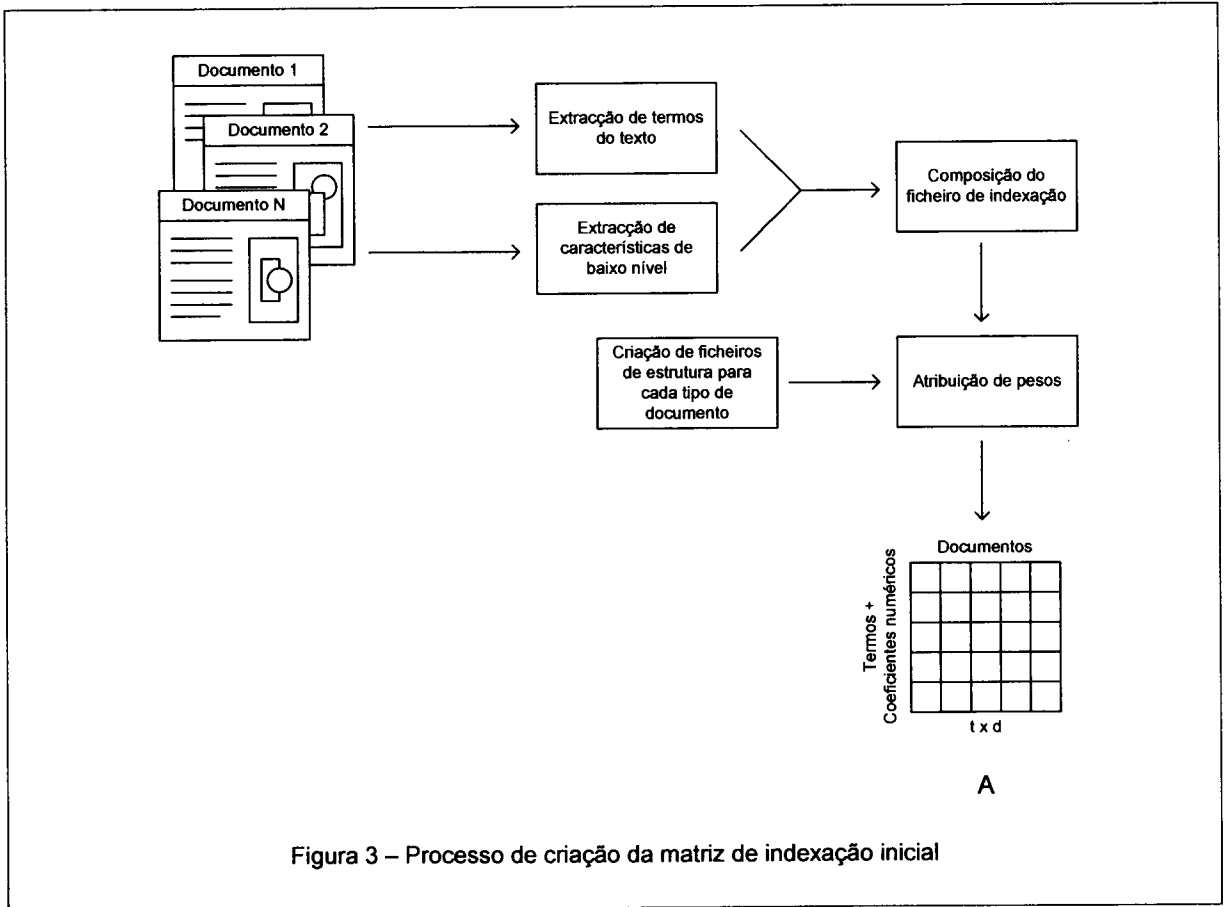 Documento 1
Documento 2
Documento N
Extracção de termos
do texto
Extracção de
características de
baixo nível
Composição do
ficheiro de indexação
Criação de ficheiros
de estrutura para
cada tipo de
documento
Atribuição de pesos
Documentos
Termos +
Coeficientes numéricos
t x d
A
Figura 3 – Processo de criação da matriz de indexação inicial